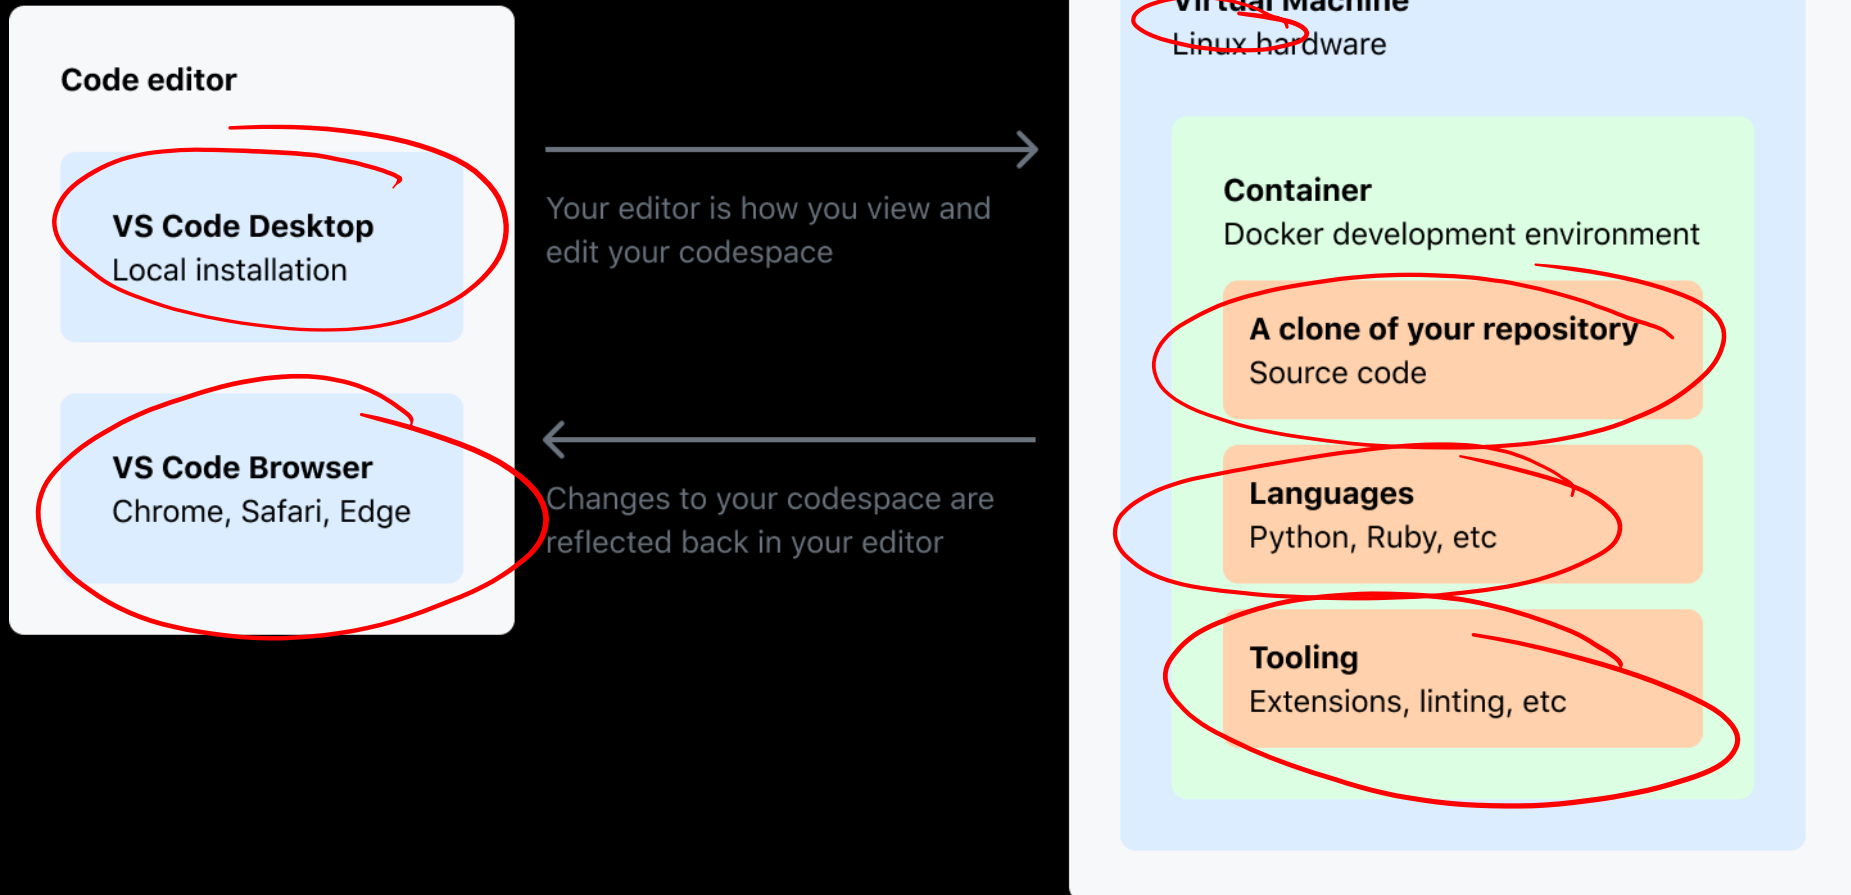 Code editor
VS Code Desktop
Local installation
VS Code Browser
Chrome, Safari, Edge
Your editor is how you view and
edit your codespace
Changes to your codespace are
reflected back in your editor
Virtual Machine
Linux hardware
Container
Docker development environment
A clone of your repository
Source code
Languages
Python, Ruby, etc
Tooling
Extensions, linting, etc